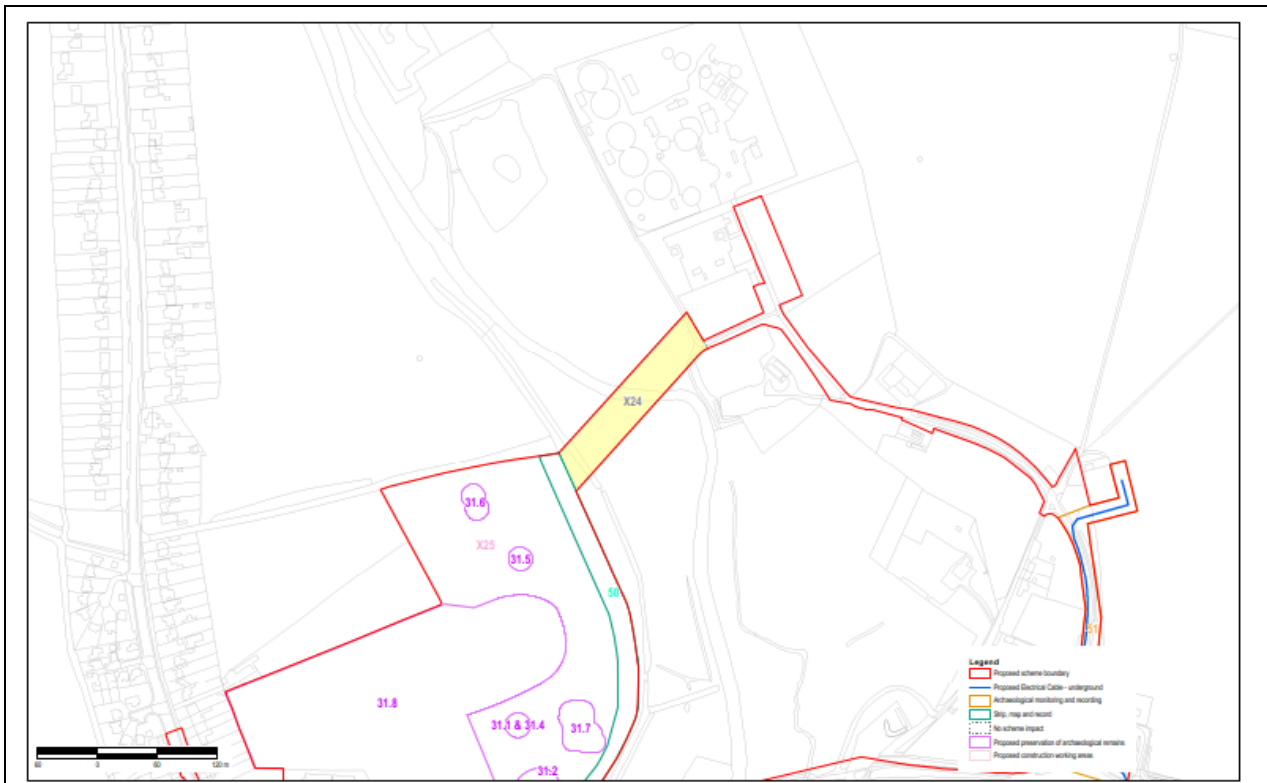 X24
31.6
X25
31.5
50
51
31.8
31.1 & 31.4
31.7
31.2
Legend
Proposed scheme boundary
Proposed Electrical Cable - underground
Archaeological monitoring and recording
Strip, map and record
No scheme impact
Proposed preservation of archaeological remains
Proposed construction working areas
60 0 60 120 m